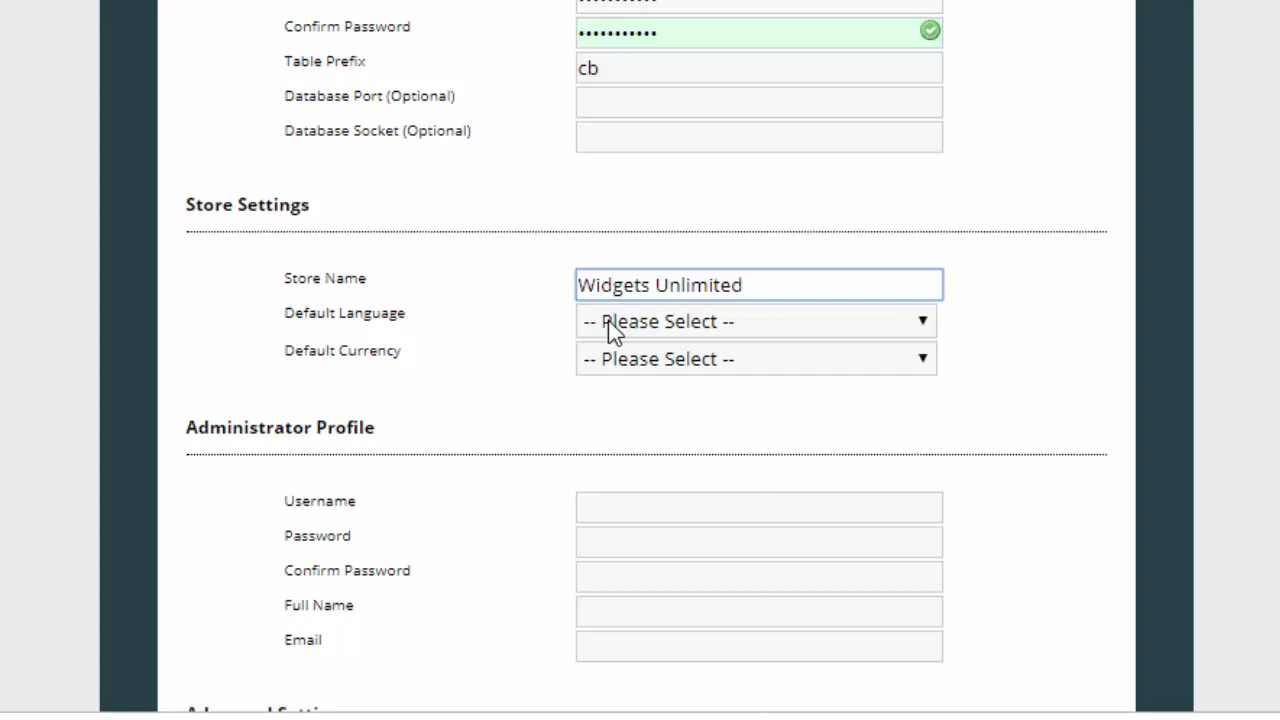 Confirm Password
•••••••••••
Table Prefix
cb
Database Port (Optional)
Database Socket (Optional)
Store Settings
Store Name
Widgets Unlimited
Default Language
-- Please Select --
Default Currency
-- Please Select --
Administrator Profile
Username
Password
Confirm Password
Full Name
Email